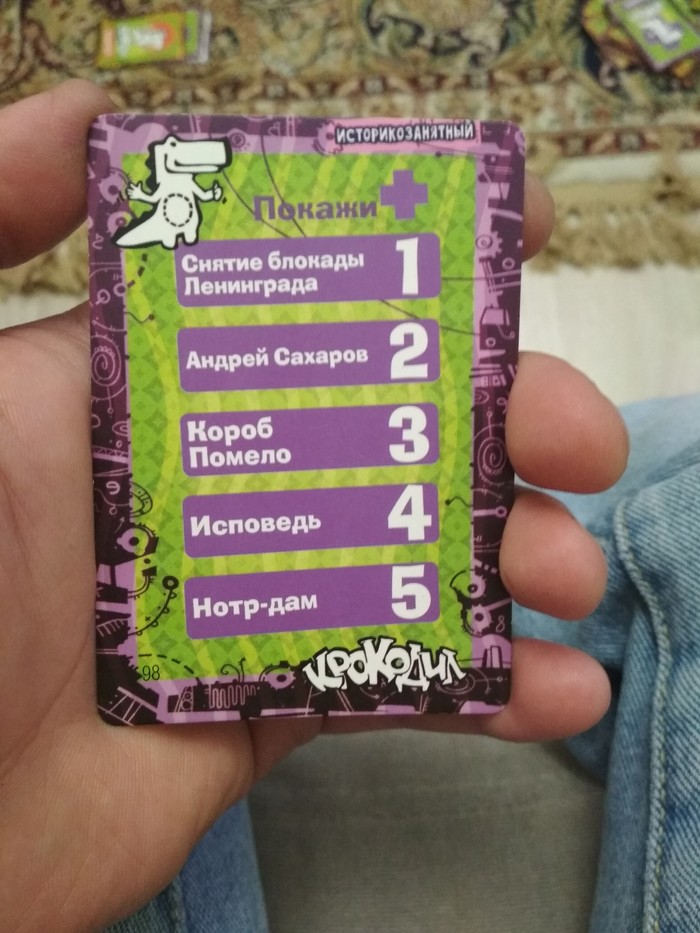 ИСТОРИКОЗАНЯТНЫЙ
Покажи
Снятие блокады
Ленинграда
1
Андрей Сахаров
2
Короб
Помело
3
Исповедь
4
Нотр-дам
5
98
КРОКОДИЛ